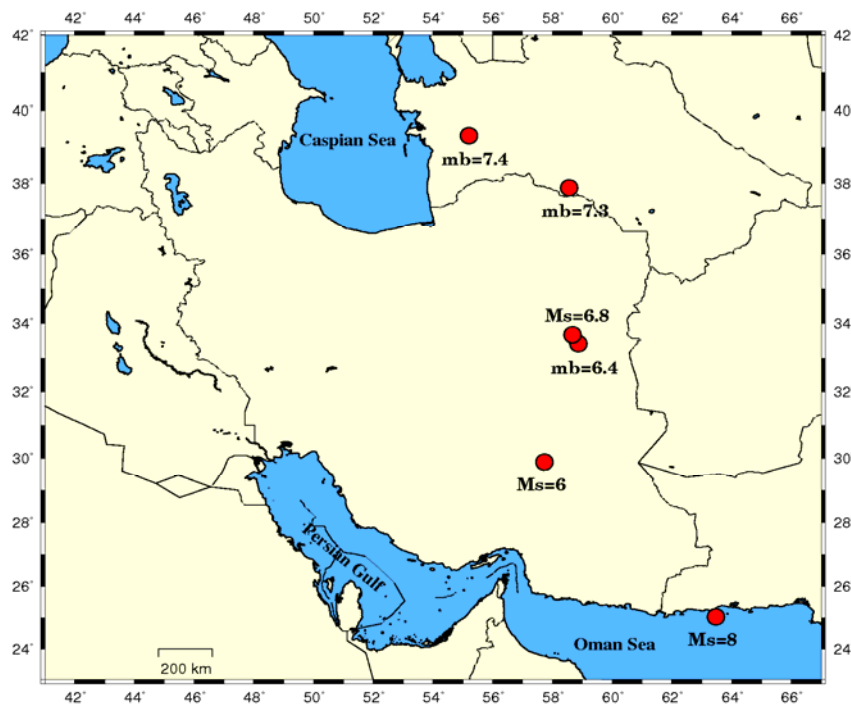 42° 44° 46° 48° 50° 52° 54° 56° 58° 60° 62° 64° 66°
42° 42°
40° 40°
Caspian Sea
mb=7.4
38° 38°
mb=7.3
36° 36°
Ms=6.8
34° 34°
mb=6.4
32° 32°
30° 30°
Ms=6
28° 28°
Persian Gulf
26° 26°
Oman Sea
Ms=8
24° 24°
200 km
42° 44° 46° 48° 50° 52° 54° 56° 58° 60° 62° 64° 66°